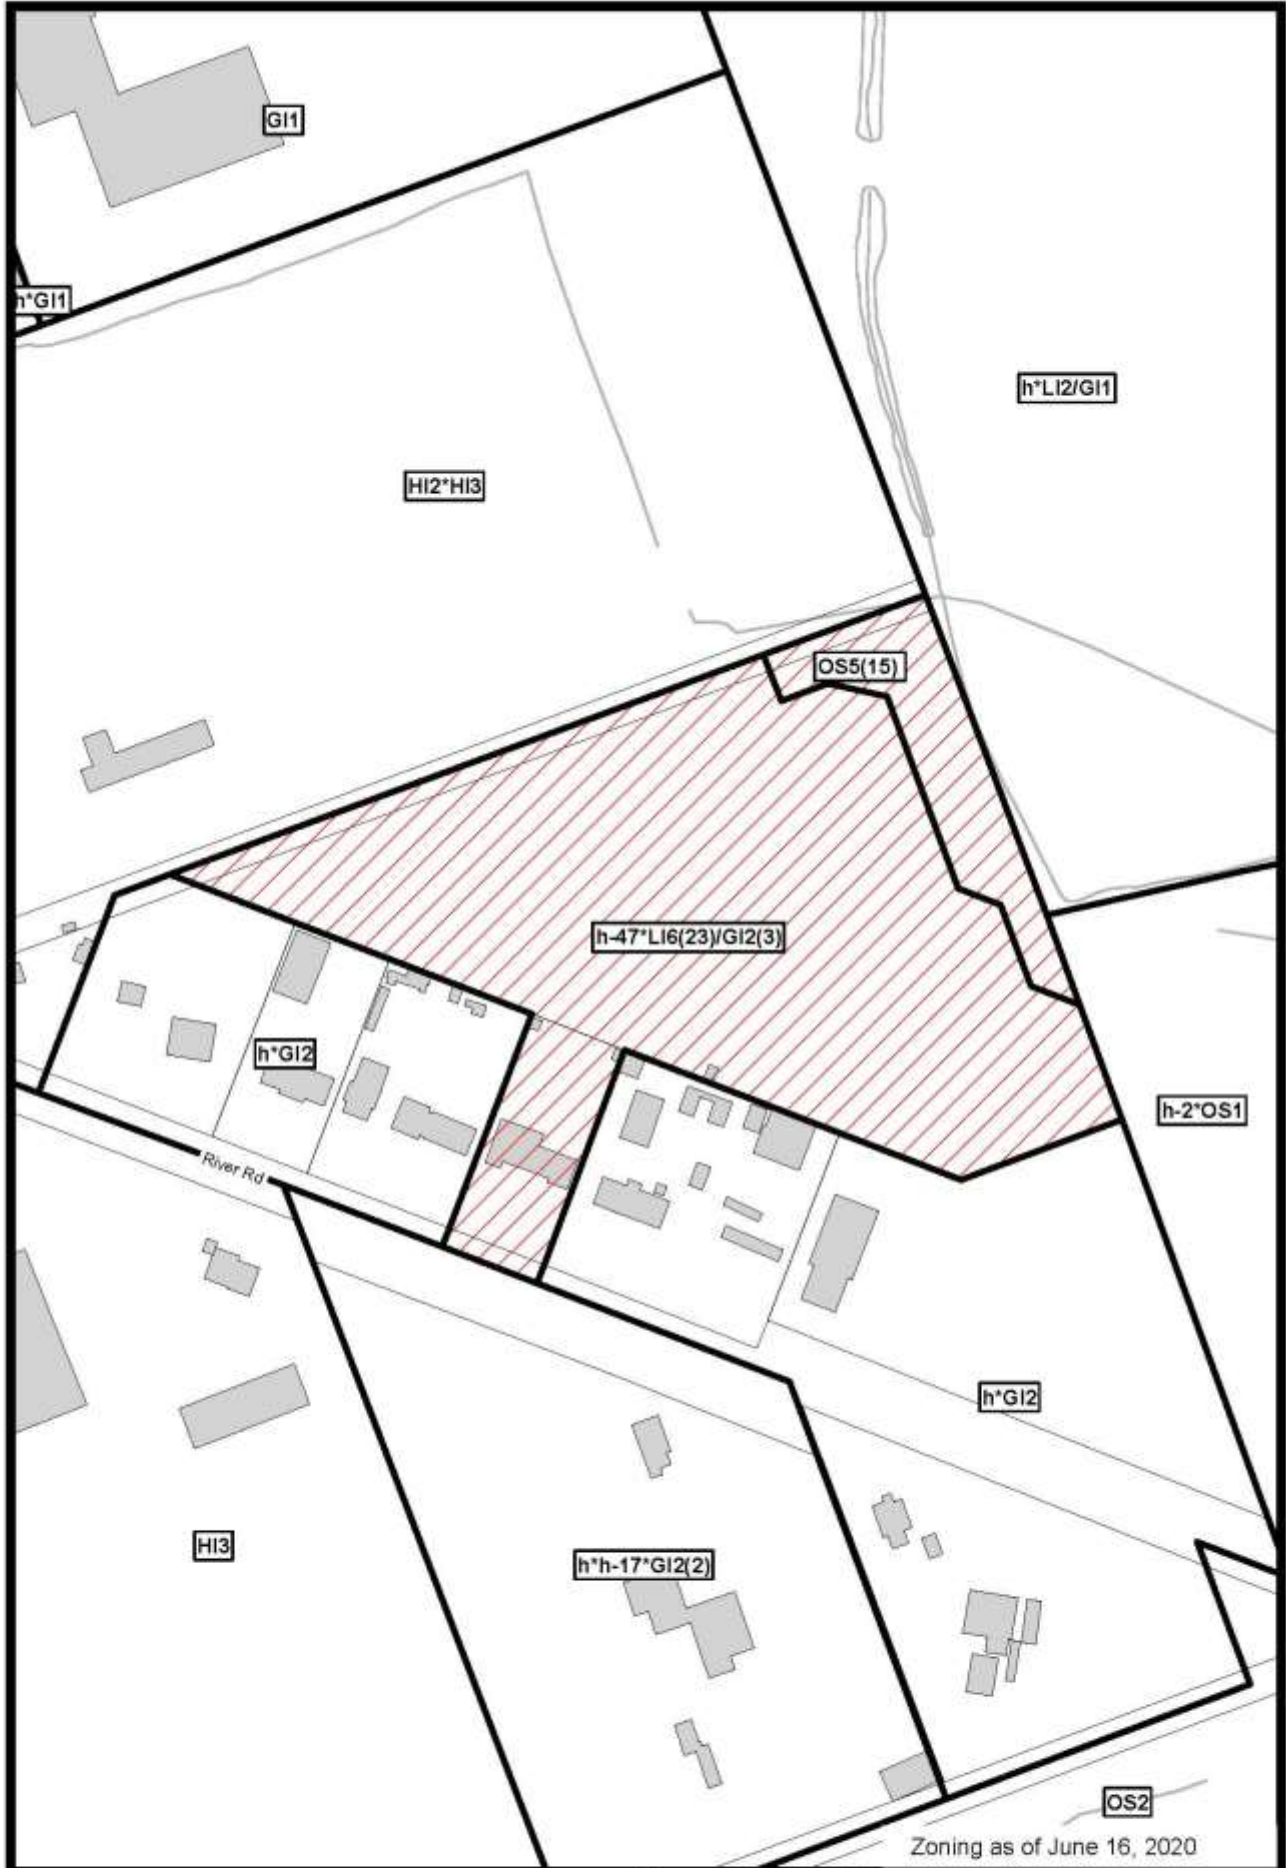 GI1
h*GI1
h*LI2/GI1
HI2*HI3
OS5(15)
h-47*LI6(23)/GI2(3)
h*GI2
h-2*OS1
River Rd
h*GI2
HI3
h*h-17*GI2(2)
OS2
Zoning as of June 16, 2020